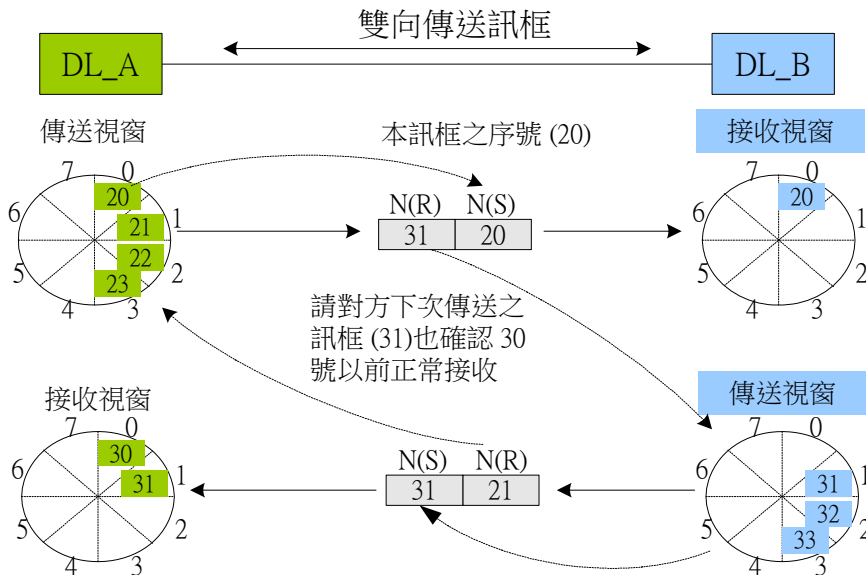 雙向傳送訊框
DL_A
DL_B
傳送視窗
本訊框之序號 (20)
接收視窗
7 0
6 1
5 2
4 3
20
21
22
23
N(R) N(S)
31 20
7 0
6 1
5 2
4 3
20
請對方下次傳送之
訊框 (31)也確認 30
號以前正常接收
接收視窗
傳送視窗
7 0
6 1
5 2
4 3
30
31
N(S) N(R)
31 21
7 0
6 1
5 2
4 3
31
32
33